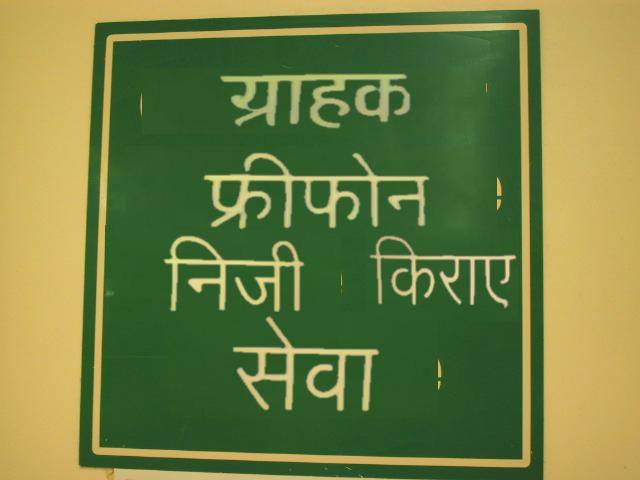 ग्राहक
फ्रीफोन
निजी किराए
सेवा